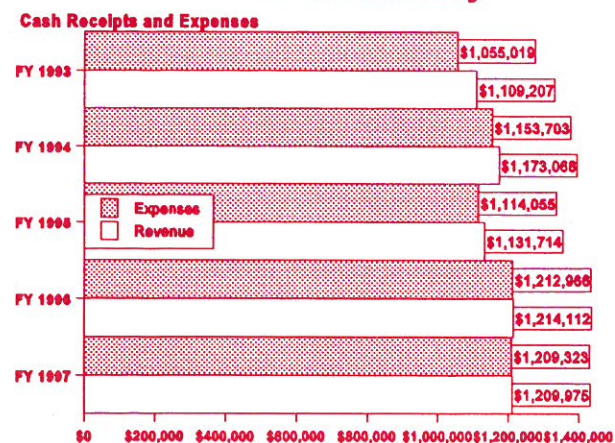 Cash Receipts and Expenses
$1,055,019
FY 1993
$1,109,207
$1,153,703
FY 1994
$1,173,066
$1,114,055
FY 1995
Expenses
Revenue
$1,131,714
$1,212,966
FY 1996
$1,214,112
$1,209,323
FY 1997
$1,209,975
$0 $200,000 $400,000 $600,000 $800,000 $1,000,000 $1,200,000 $1,400,000